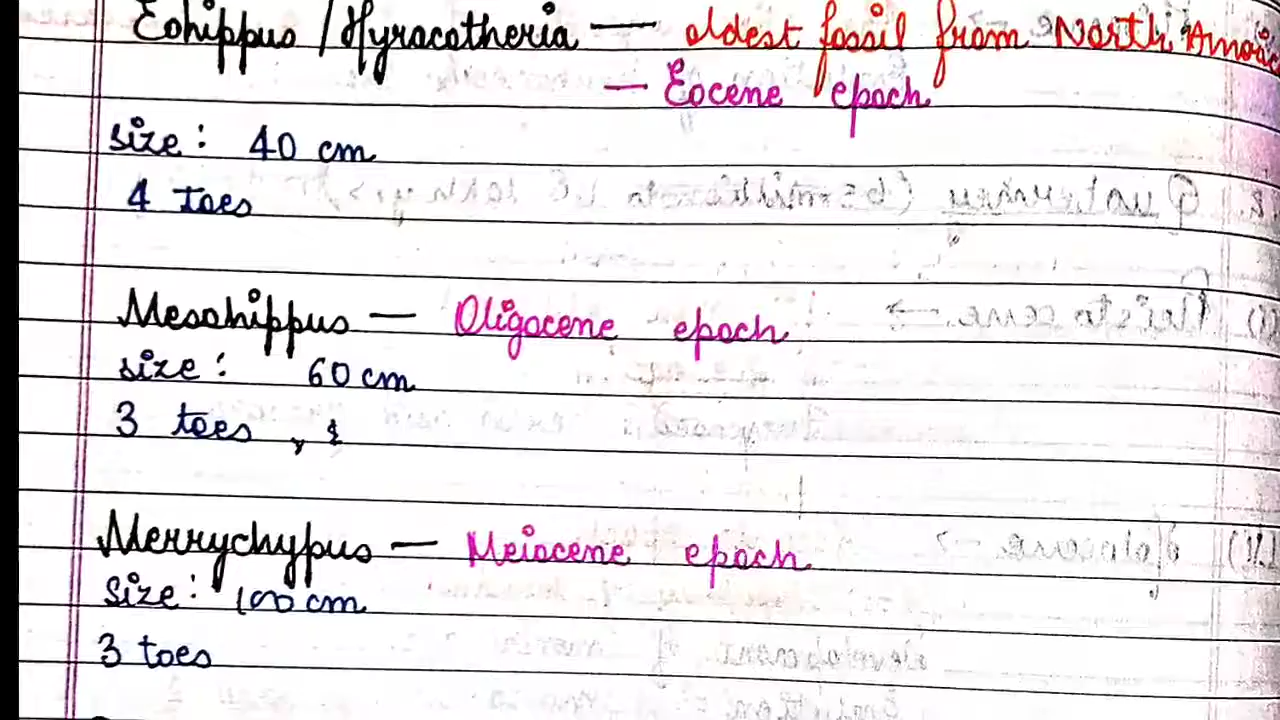 Eohippus / Hyracotheria — oldest fossil from North
— Eocene epoch
size: 40 cm
4 toes
Mesohippus — Oligocene epoch
size: 60 cm
3 toes ,
Merrychypus — Meiocene epoch
size: 100 cm
3 toes